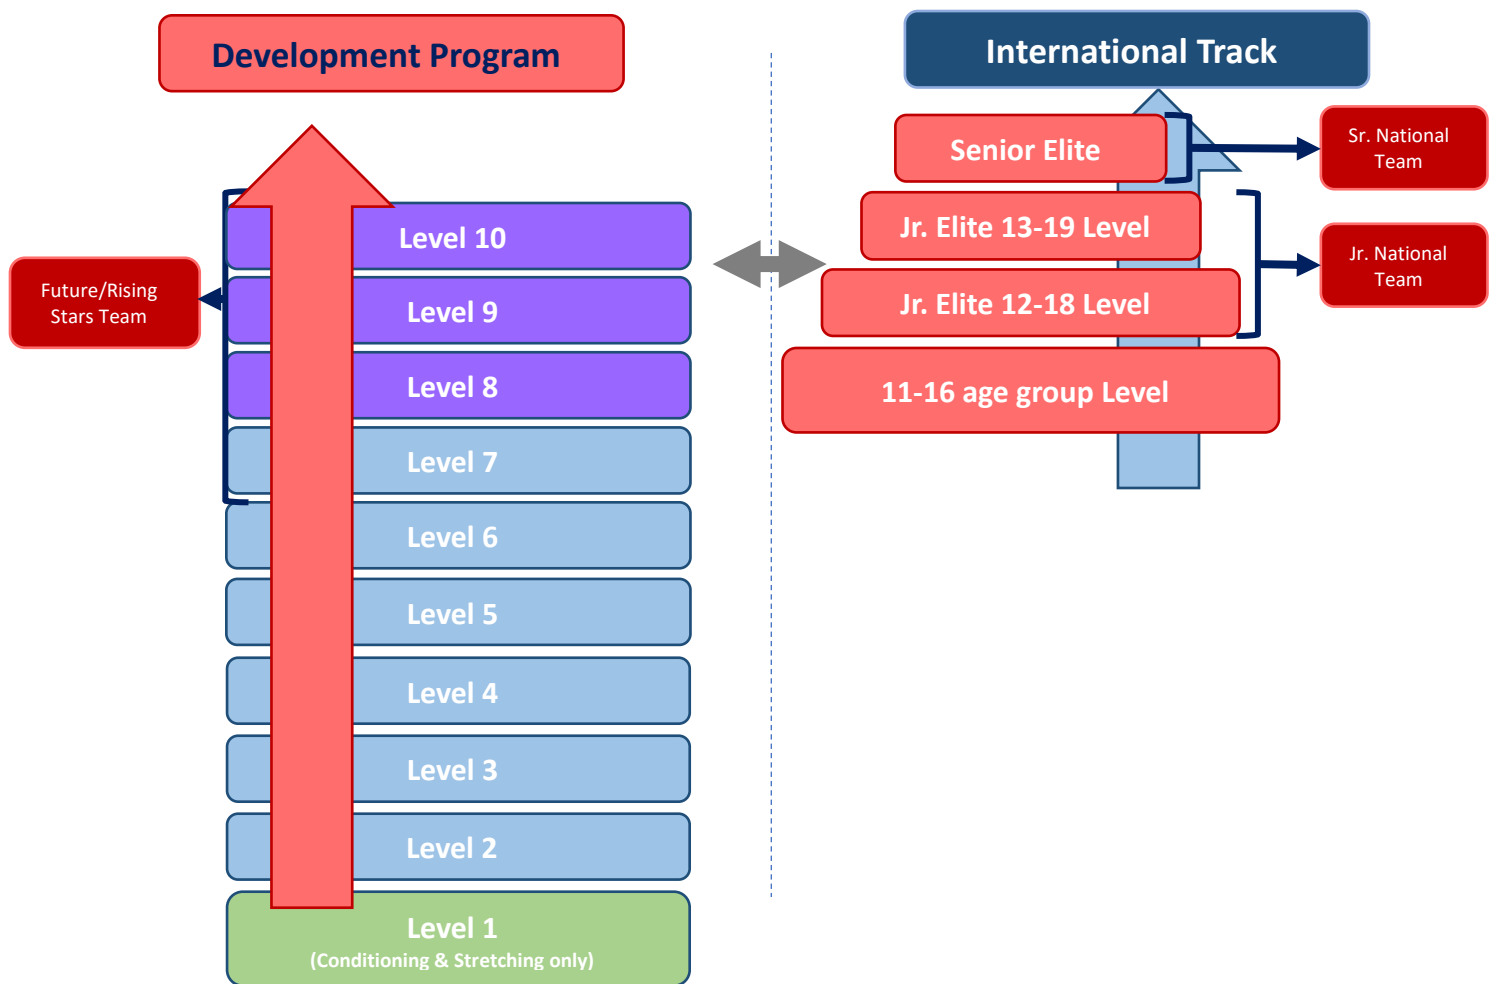 Development Program
Level 10
Level 9
Level 8
Level 7
Level 6
Level 5
Level 4
Level 3
Level 2
Level 1
(Conditioning & Stretching only)
Future/Rising
Stars Team
International Track
Senior Elite
Jr. Elite 13-19 Level
Jr. Elite 12-18 Level
11-16 age group Level
Sr. National
Team
Jr. National
Team